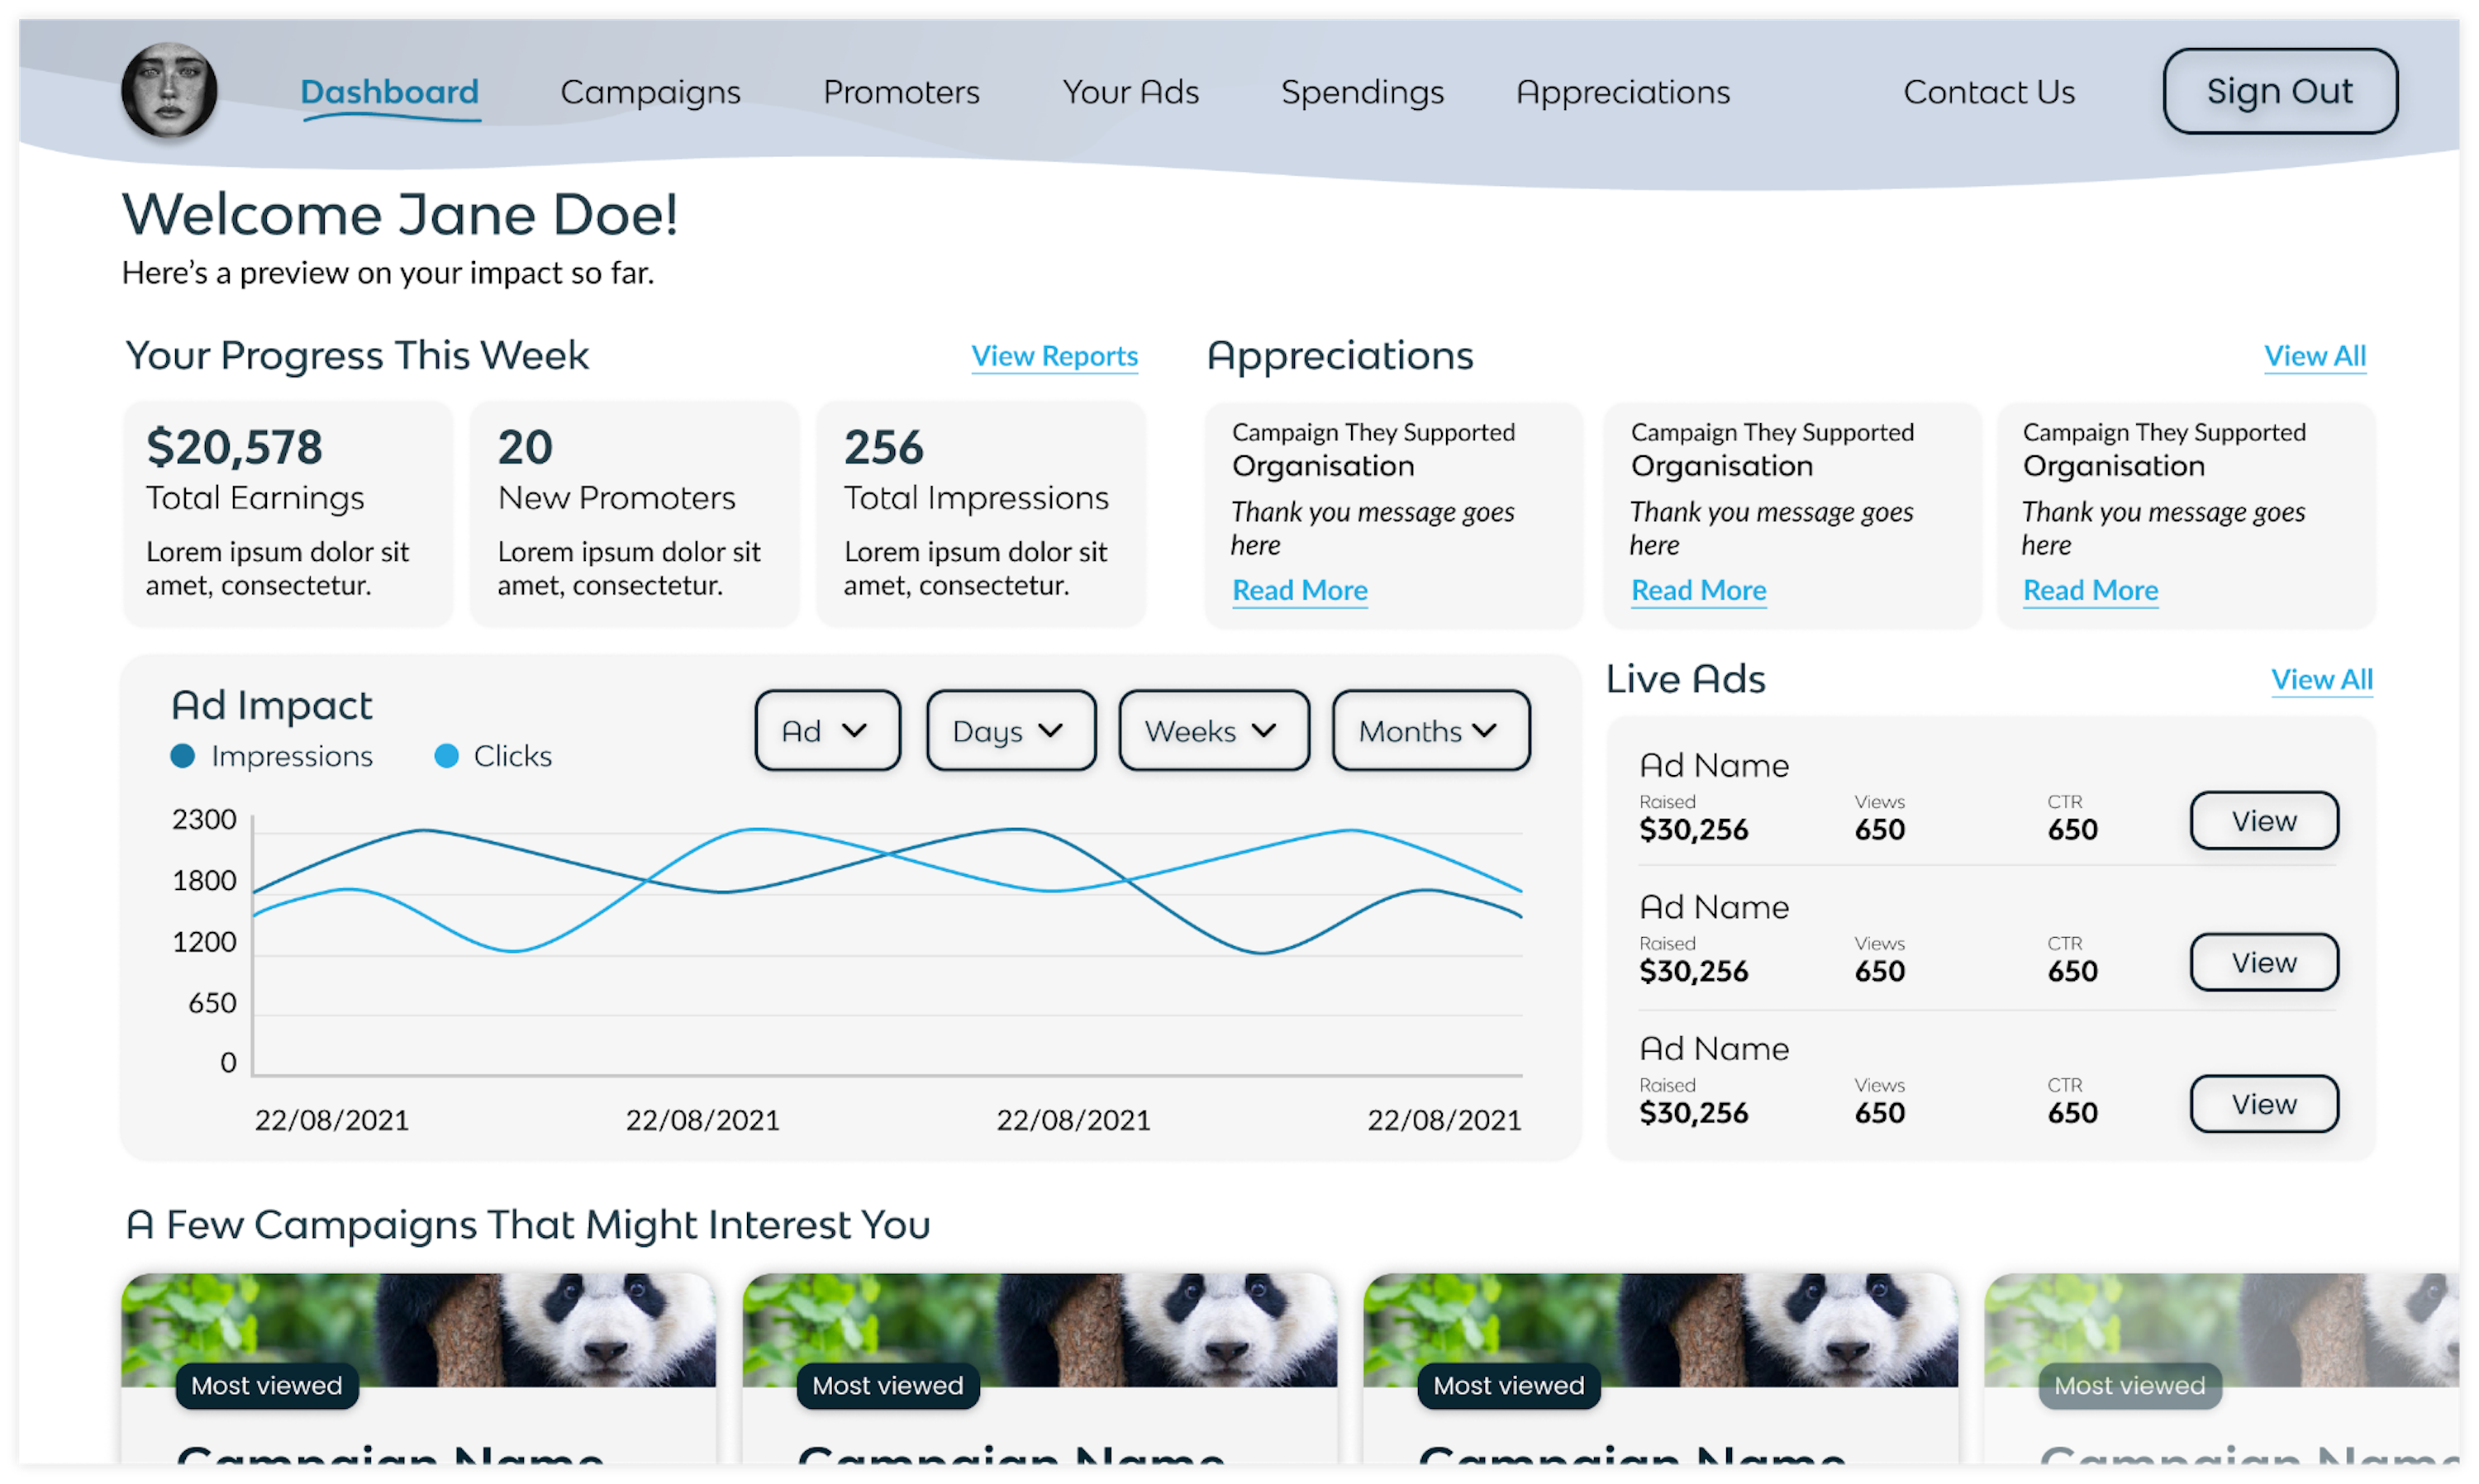 Dashboard
Campaigns
Promoters
Your Ads
Spendings
Appreciations
Contact Us
Sign Out
Welcome Jane Doe!
Here's a preview on your impact so far.
Your Progress This Week
View Reports
$20,578
Total Earnings
Lorem ipsum dolor sit
amet, consectetur.
20
New Promoters
Lorem ipsum dolor sit
amet, consectetur.
256
Total Impressions
Lorem ipsum dolor sit
amet, consectetur.
Appreciations
View All
Campaign They Supported
Organisation
Thank you message goes
here
Read More
Campaign They Supported
Organisation
Thank you message goes
here
Read More
Campaign They Supported
Organisation
Thank you message goes
here
Read More
Ad Impact
Impressions
Clicks
Ad
Days
Weeks
Months
2300
1800
1200
650
0
22/08/2021
22/08/2021
22/08/2021
22/08/2021
Live Ads
View All
Ad Name
Raised
$30,256
Views
650
CTR
650
View
Ad Name
Raised
$30,256
Views
650
CTR
650
View
Ad Name
Raised
$30,256
Views
650
CTR
650
View
A Few Campaigns That Might Interest You
Most viewed
Campaign Name
Most viewed
Campaign Name
Most viewed
Campaign Name
Most viewed
Campaign Name